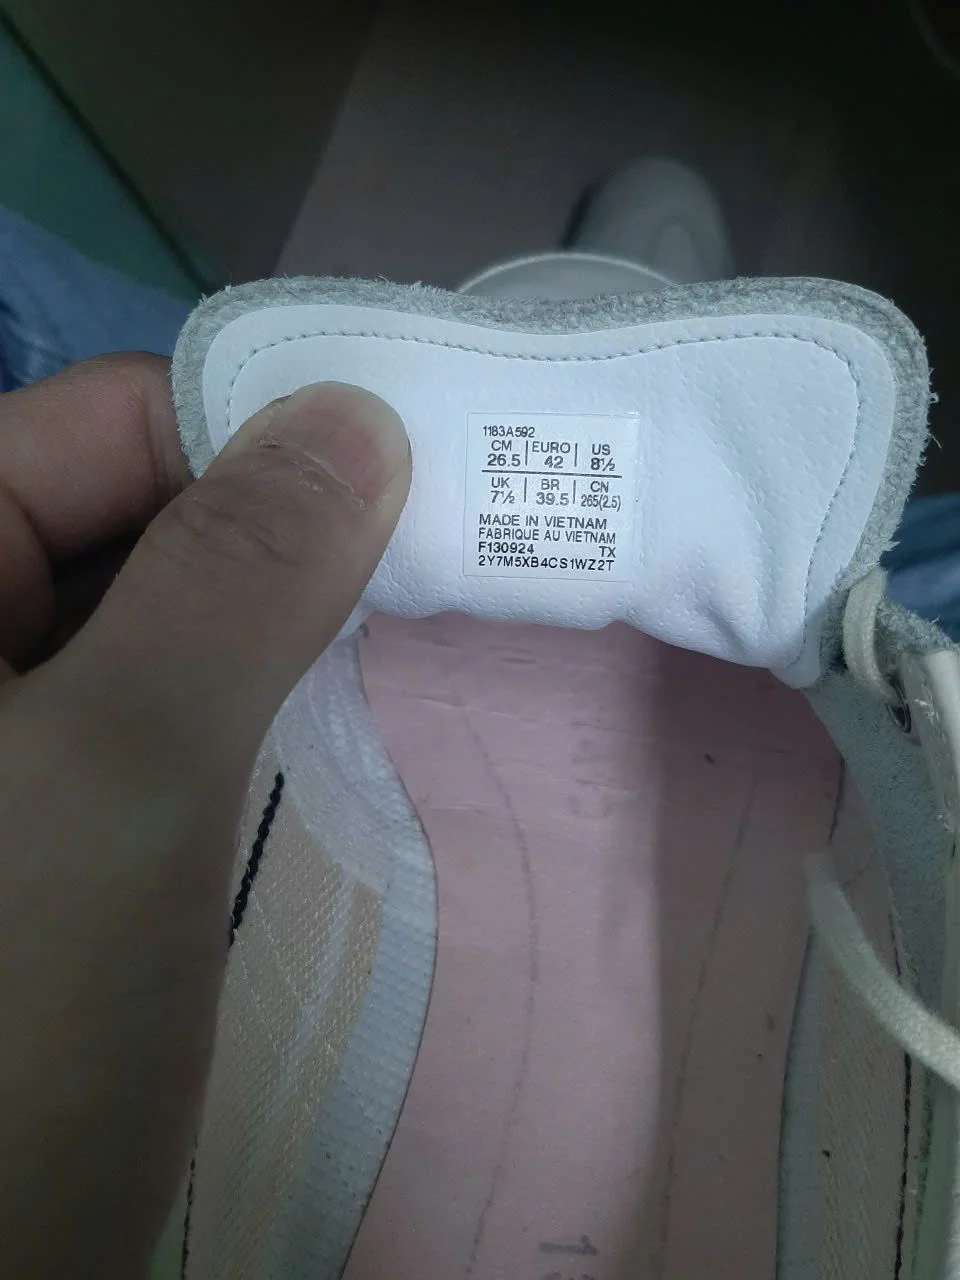 1183A592
CM EURO US
26.5 42 8½
UK BR CN
7½ 39.5 265(2.5)
MADE IN VIETNAM
FABRIQUE AU VIETNAM
F130924 TX
2Y7M5XB4CS1WZ2T